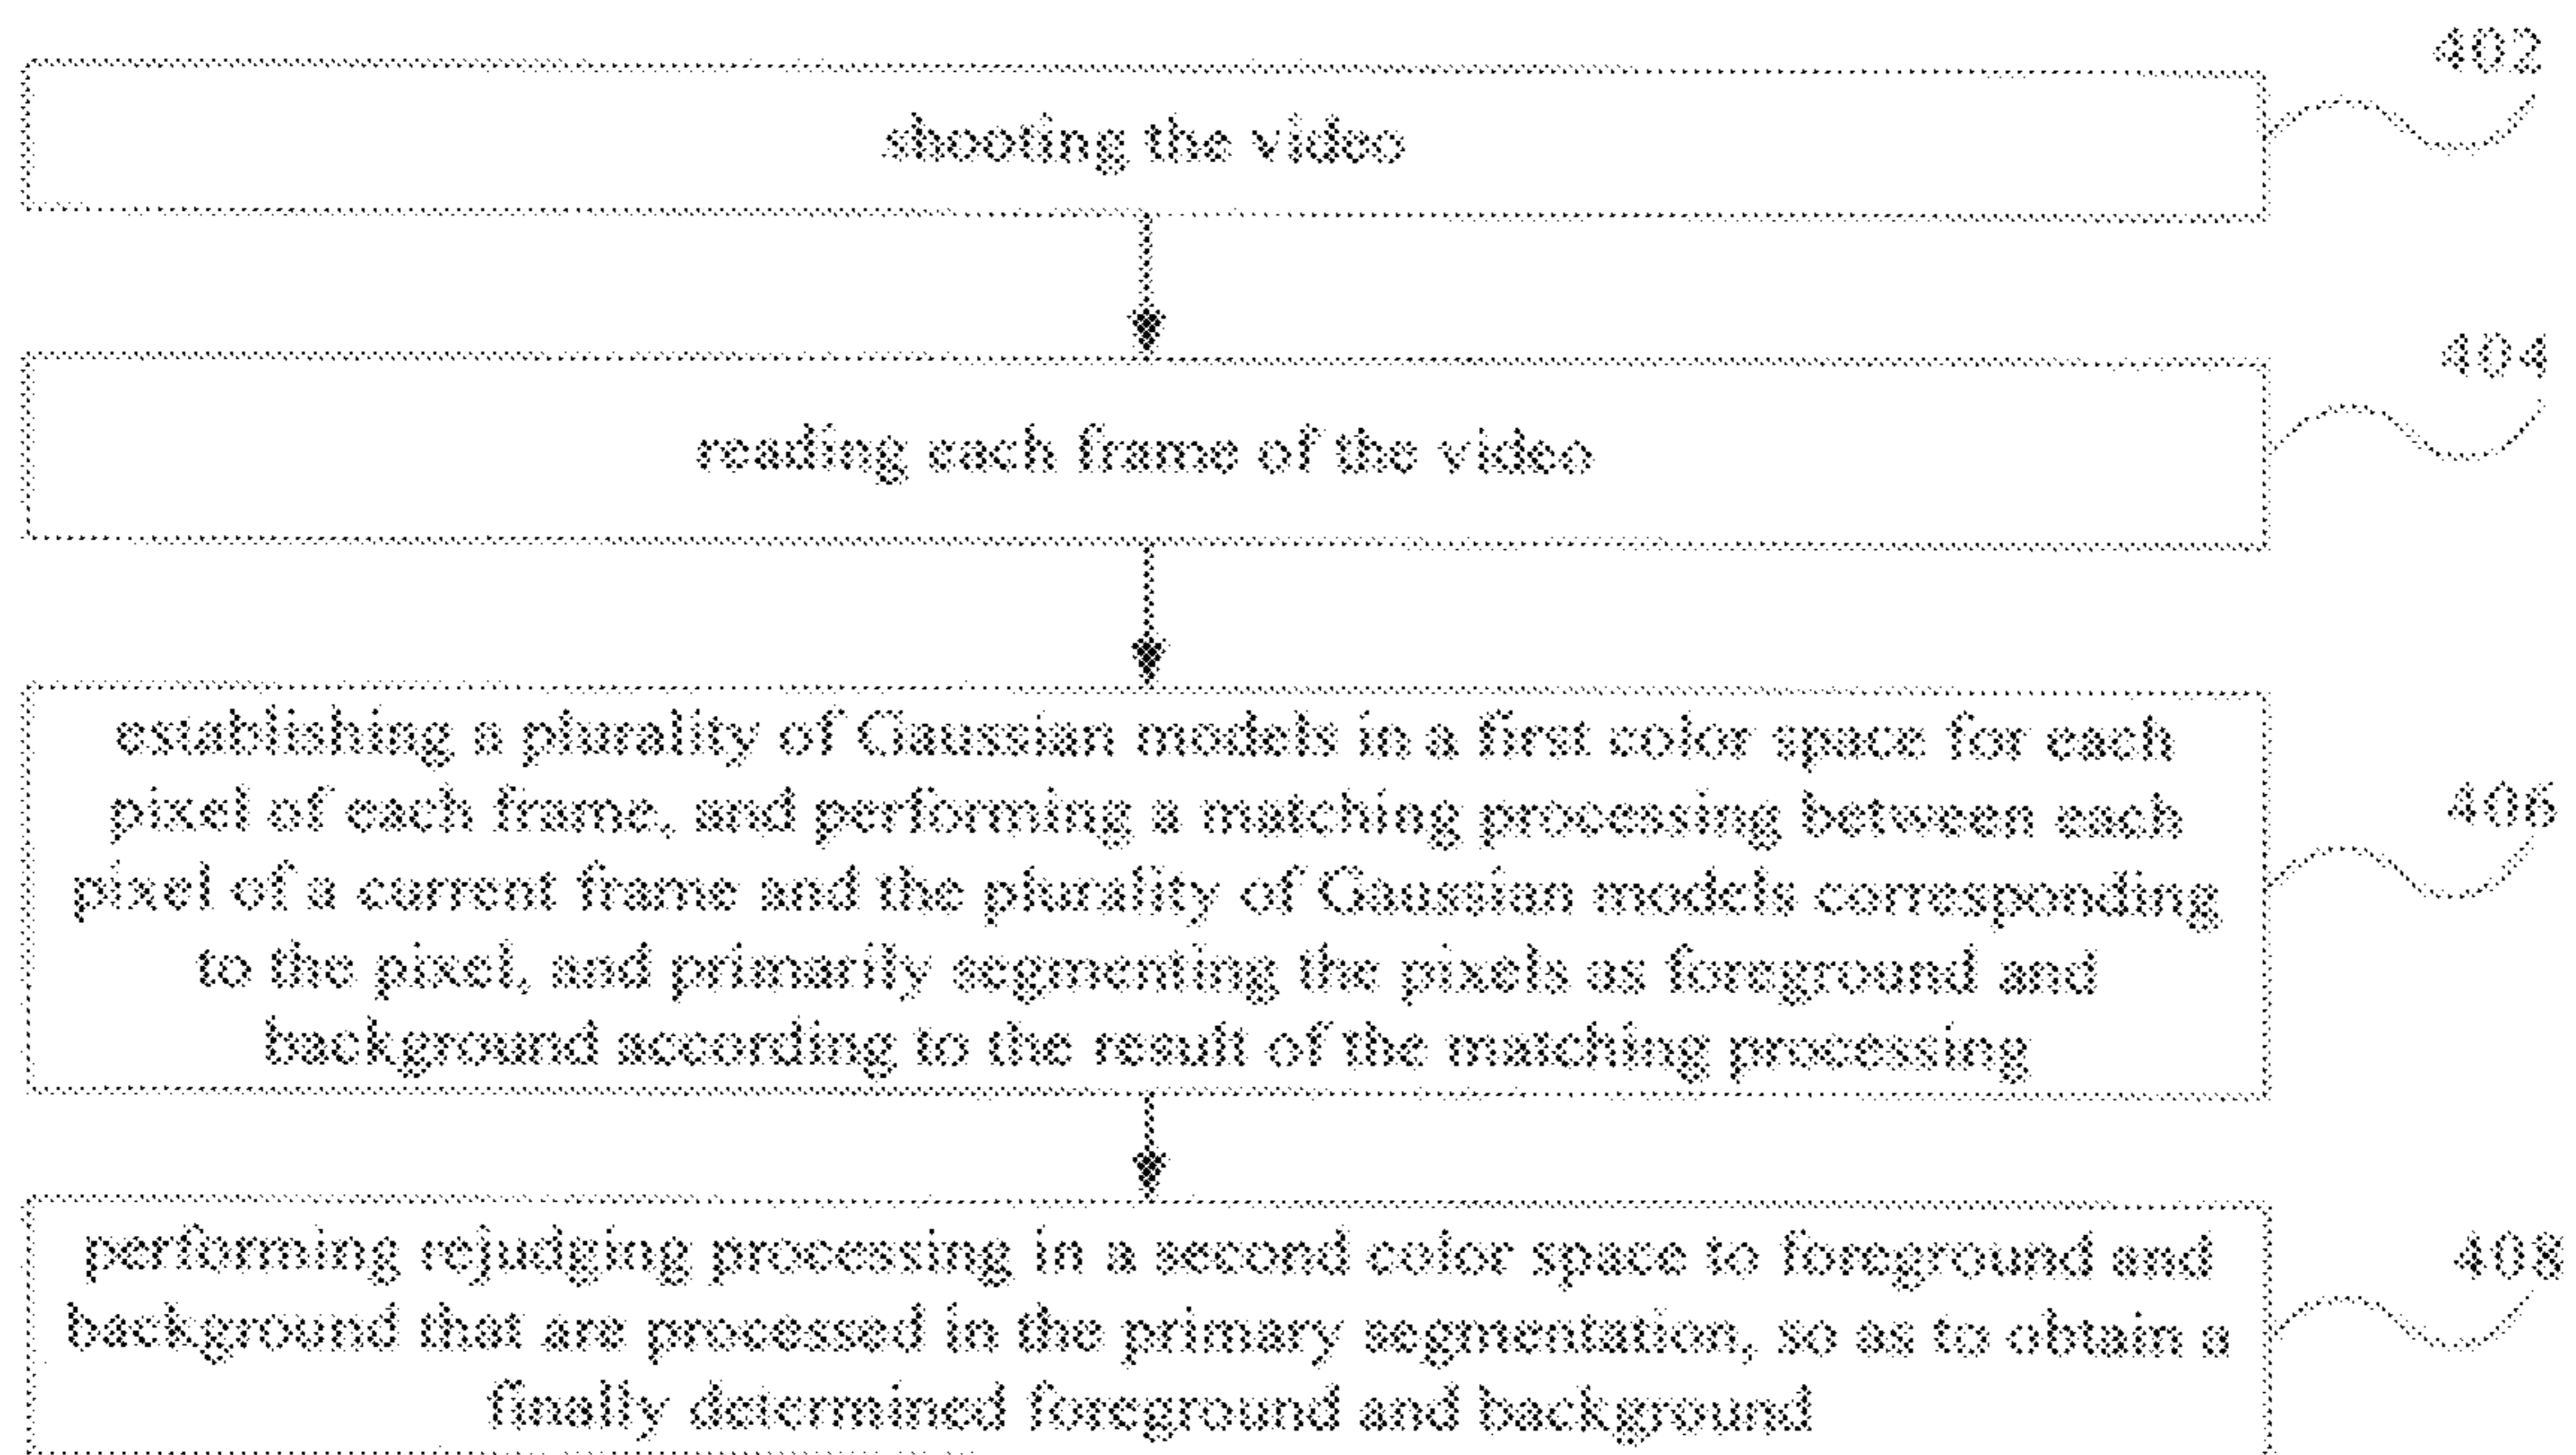 402
shooting the video
404
reading each frame of the video
establishing a plurality of Gaussian models in a first color space for each
pixel of each frame, and performing a matching processing between each
406
pixel of a current frame and the plurality of Gaussian models corresponding
to the pixel, and primarily segmenting the pixels as foreground and
background according to the result of the matching processing
performing rejudging processing in a second color space to foreground and
408
background that are processed in the primary segmentation, so as to obtain a
finally determined foreground and background